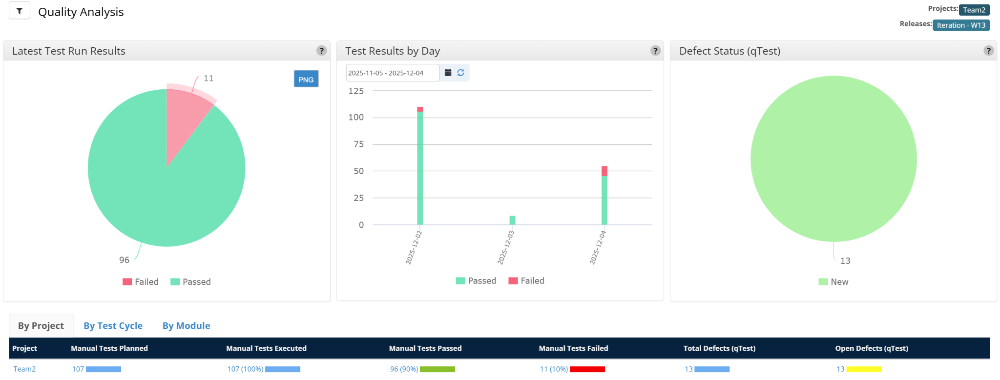 Quality Analysis
Projects: Team2
Releases: Iteration - W13
Latest Test Run Results ?
PNG
11
96
Failed Passed
Test Results by Day ?
2025-11-05 - 2025-12-04
125
100
75
50
25
0
2025-12-02
2025-12-03
2025-12-04
Passed Failed
Defect Status (qTest) ?
13
New
By Project By Test Cycle By Module
Project Manual Tests Planned Manual Tests Executed Manual Tests Passed Manual Tests Failed Total Defects (qTest) Open Defects (qTest)
Team2 107 107 (100%) 96 (90%) 11 (10%) 13 13